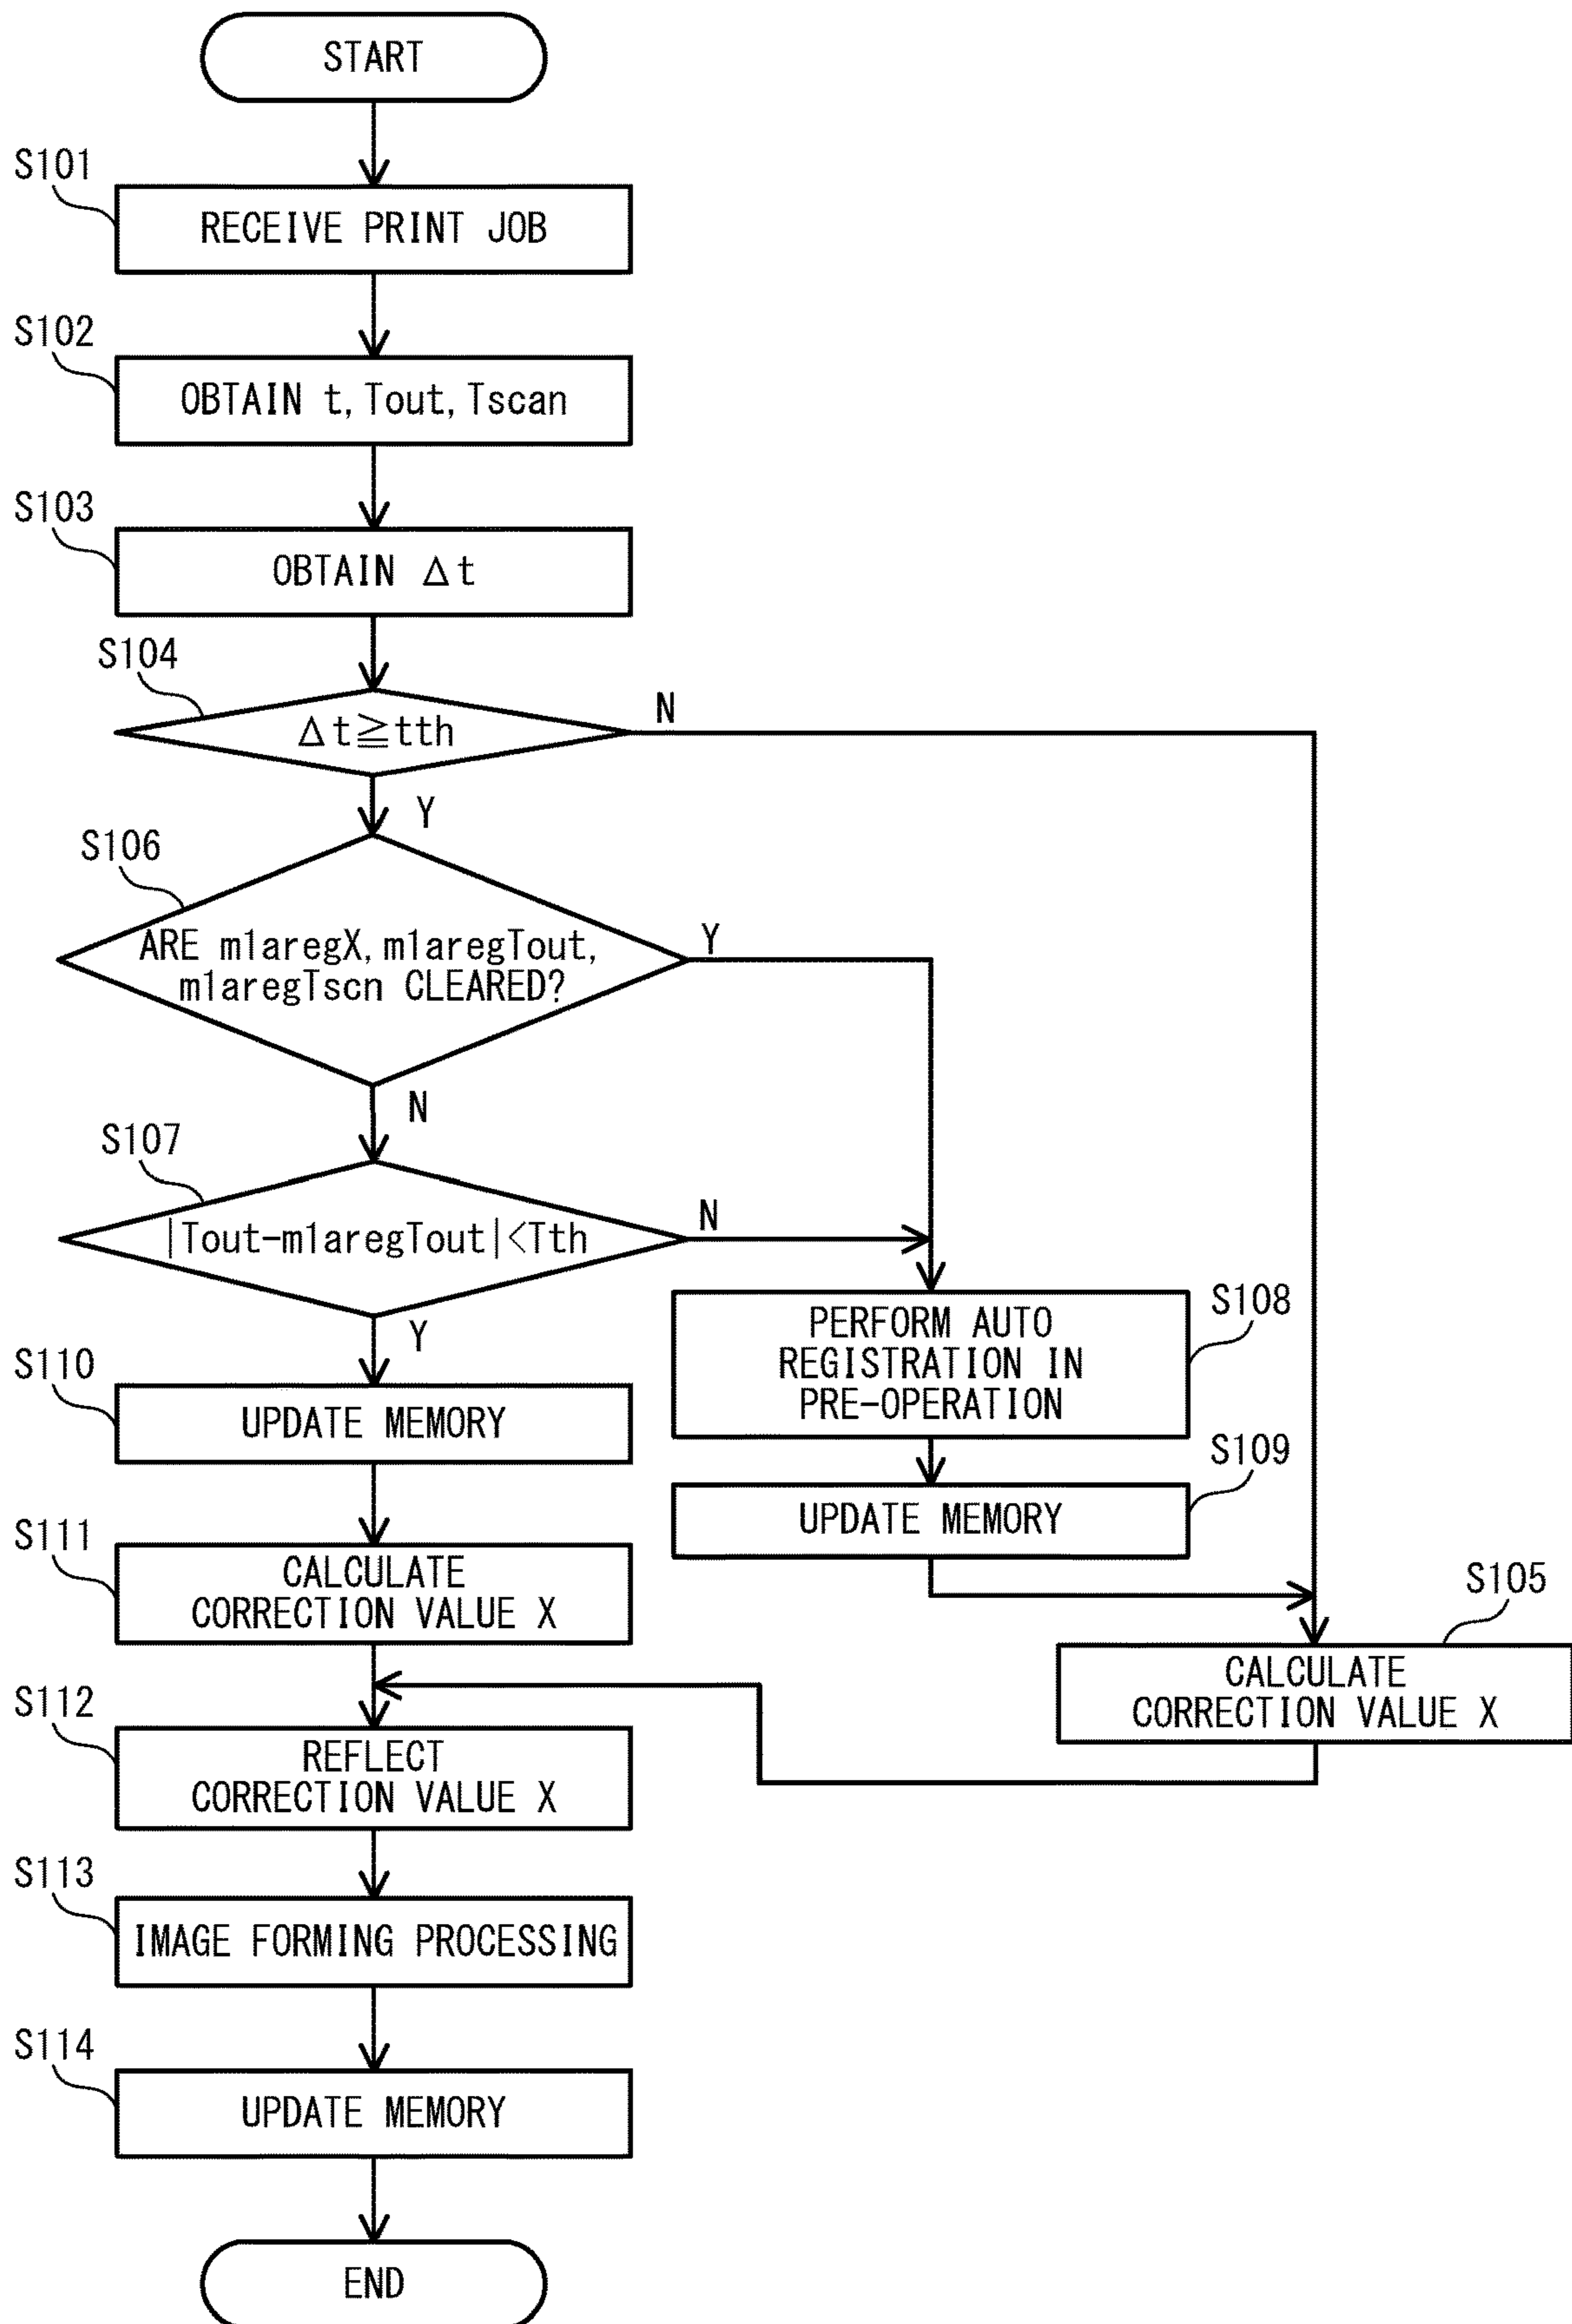 START
S101
RECEIVE PRINT JOB
S102
OBTAIN t, Tout, Tscan
S103
OBTAIN Δt
S104
Δt≧tth
N
Y
S106
ARE m1aregX, m1aregTout,
m1aregTscn CLEARED?
Y
N
S107
|Tout-m1aregTout|<Tth
N
Y
S108
PERFORM AUTO
REGISTRATION IN
PRE-OPERATION
S110
UPDATE MEMORY
S109
UPDATE MEMORY
S111
CALCULATE
CORRECTION VALUE X
S105
CALCULATE
CORRECTION VALUE X
S112
REFLECT
CORRECTION VALUE X
S113
IMAGE FORMING PROCESSING
S114
UPDATE MEMORY
END